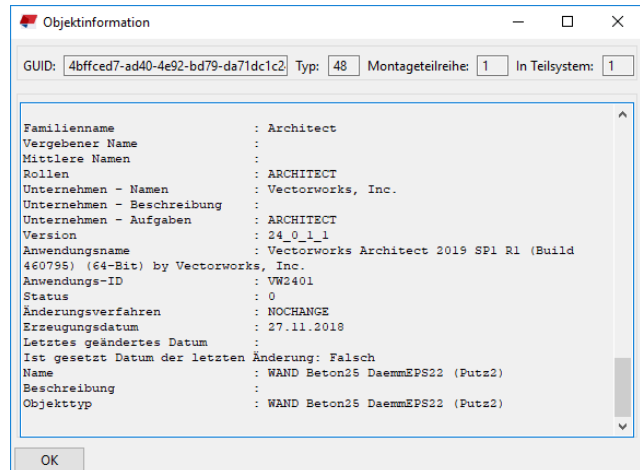 Objektinformation
GUID: 4bffced7-ad40-4e92-bd79-da71dc1c2 Typ: 48 Montageteilreihe: 1 In Teilsystem: 1
Familienname : Architect
Vergebener Name :
Mittlere Namen :
Rollen : ARCHITECT
Unternehmen - Namen : Vectorworks, Inc.
Unternehmen - Beschreibung :
Unternehmen - Aufgaben : ARCHITECT
Version : 24_0_1_1
Anwendungsname : Vectorworks Architect 2019 SP1 R1 (Build
460795) (64-Bit) by Vectorworks, Inc.
Anwendungs-ID : VW2401
Status : 0
Änderungsverfahren : NOCHANGE
Erzeugungsdatum : 27.11.2018
Letztes geändertes Datum :
Ist gesetzt Datum der letzten Änderung: Falsch
Name : WAND Beton25 DaemmEPS22 (Putz2)
Beschreibung :
Objekttyp : WAND Beton25 DaemmEPS22 (Putz2)
OK